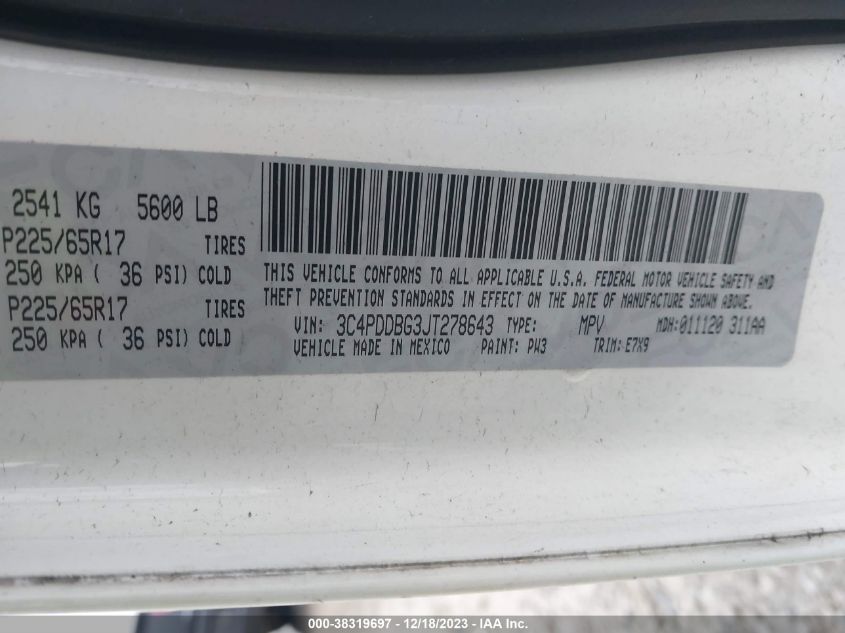 2541 KG 5600 LB
P225/65R17 TIRES
250 KPA ( 36 PSI) COLD
P225/65R17 TIRES
250 KPA ( 36 PSI) COLD
THIS VEHICLE CONFORMS TO ALL APPLICABLE U.S.A. FEDERAL MOTOR VEHICLE SAFETY AND
THEFT PREVENTION STANDARDS IN EFFECT ON THE DATE OF MANUFACTURE SHOWN ABOVE.
VIN: 3C4PDDBG3JT278643 TYPE: MPV MDH:011120 311AA
VEHICLE MADE IN MEXICO PAINT: PW3 TRIM: E7X9
000-38319697 - 12/18/2023 - IAA Inc.